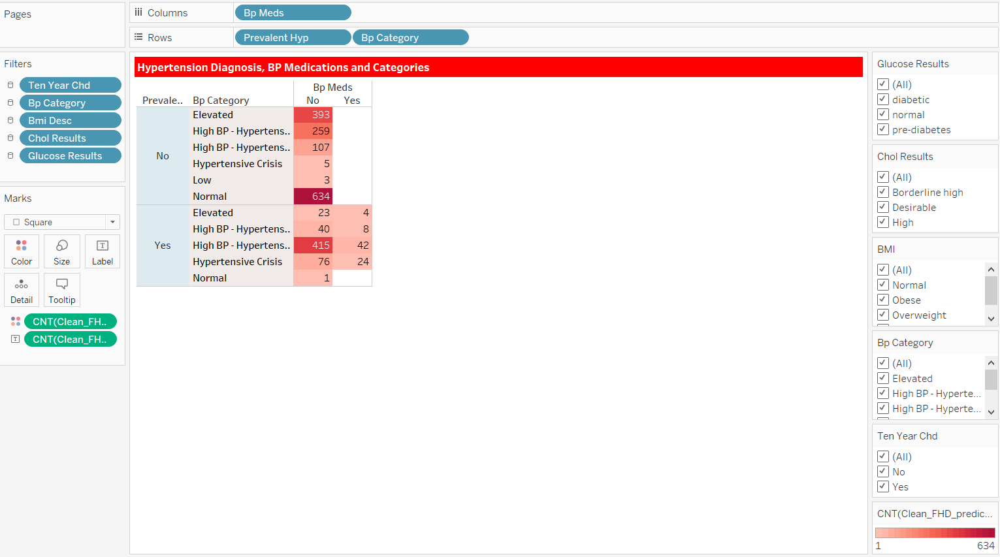 Pages
Columns
Bp Meds
Rows
Prevalent Hyp
Bp Category
Filters
Ten Year Chd
Bp Category
Bmi Desc
Chol Results
Glucose Results
Marks
Square
Color
Size
Label
Detail
Tooltip
CNT(Clean_FH..
CNT(Clean_FH..
Hypertension Diagnosis, BP Medications and Categories
Bp Meds
Prevale.. Bp Category No Yes
No
Elevated 393
High BP - Hypertens.. 259
High BP - Hypertens.. 107
Hypertensive Crisis 5
Low 3
Normal 634
Yes
Elevated 23 4
High BP - Hypertens.. 40 8
High BP - Hypertens.. 415 42
Hypertensive Crisis 76 24
Normal 1
Glucose Results
(All)
diabetic
normal
pre-diabetes
Chol Results
(All)
Borderline high
Desirable
High
BMI
(All)
Normal
Obese
Overweight
Bp Category
(All)
Elevated
High BP - Hyperte...
High BP - Hyperte...
Ten Year Chd
(All)
No
Yes
CNT(Clean_FHD_predic...
1 634